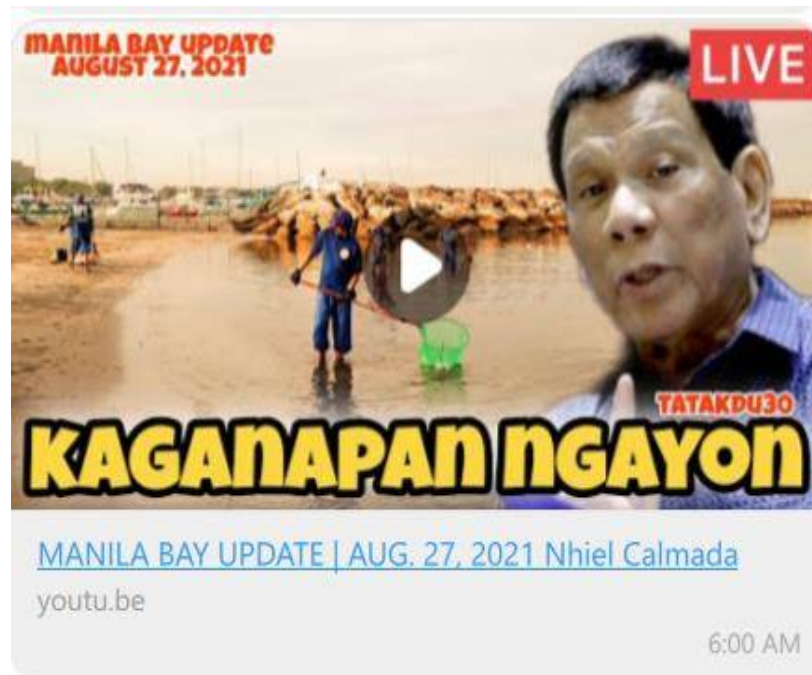 MANILA BAY UPDATE
AUGUST 27, 2021
LIVE
TATAKDU30
KAGANAPAN NGAYON
MANILA BAY UPDATE | AUG. 27, 2021 Nhiel Calmada
youtu.be
6:00 AM